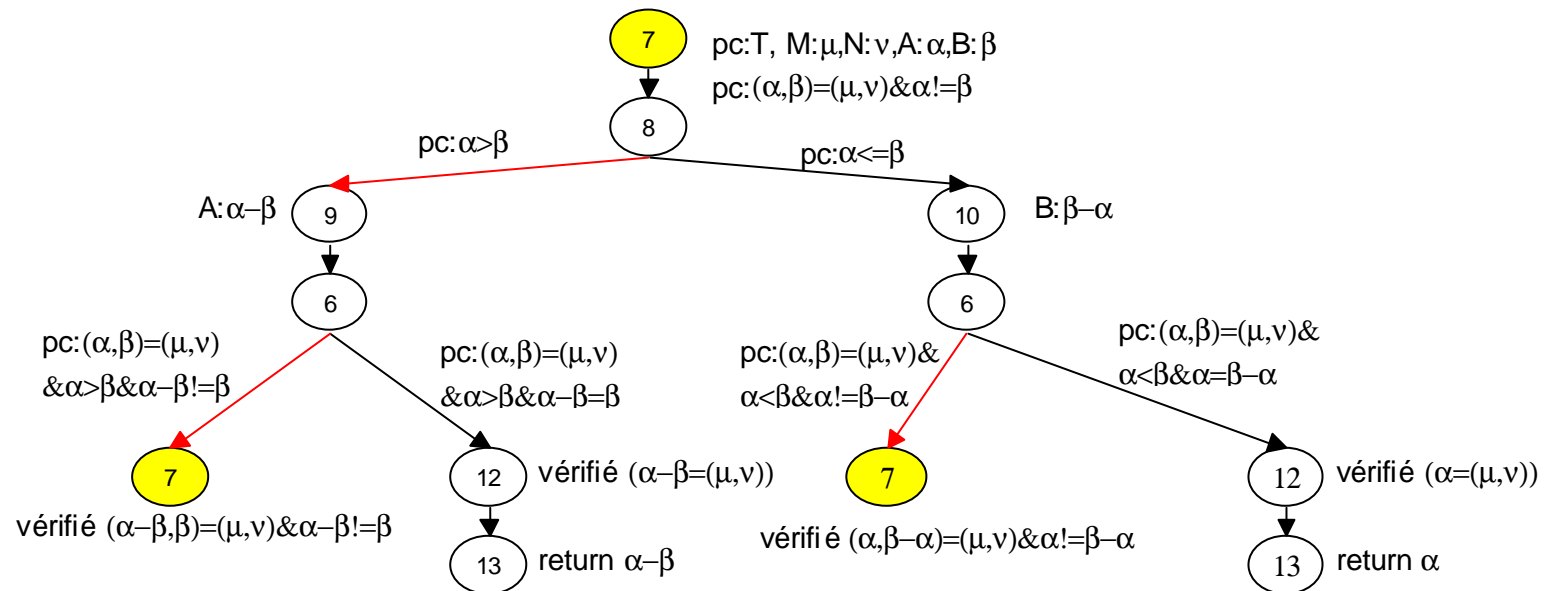 7
pc:T, M:μ,N:ν,A:α,B:β
pc:(α,β)=(μ,ν)&α!=β
8
pc:α>β
pc:α<=β
A:α−β
9
10
B:β−α
6
6
pc:(α,β)=(μ,ν)
&α>β&α−β!=β
pc:(α,β)=(μ,ν)
&α>β&α−β=β
pc:(α,β)=(μ,ν)&
α<β&α!=β−α
pc:(α,β)=(μ,ν)&
α<β&α=β−α
7
12
vérifié (α−β=(μ,ν))
7
12
vérifié (α=(μ,ν))
vérifié (α−β,β)=(μ,ν)&α−β!=β
vérifié (α,β−α)=(μ,ν)&α!=β−α
13
return α−β
13
return α